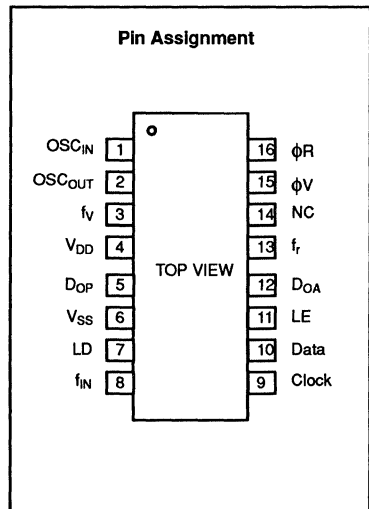 Pin Assignment
OSCIN 1 16 ϕR
OSCOUT 2 15 ϕV
fV 3 14 NC
VDD 4 13 fr
TOP VIEW
DOP 5 12 DOA
VSS 6 11 LE
LD 7 10 Data
fIN 8 9 Clock